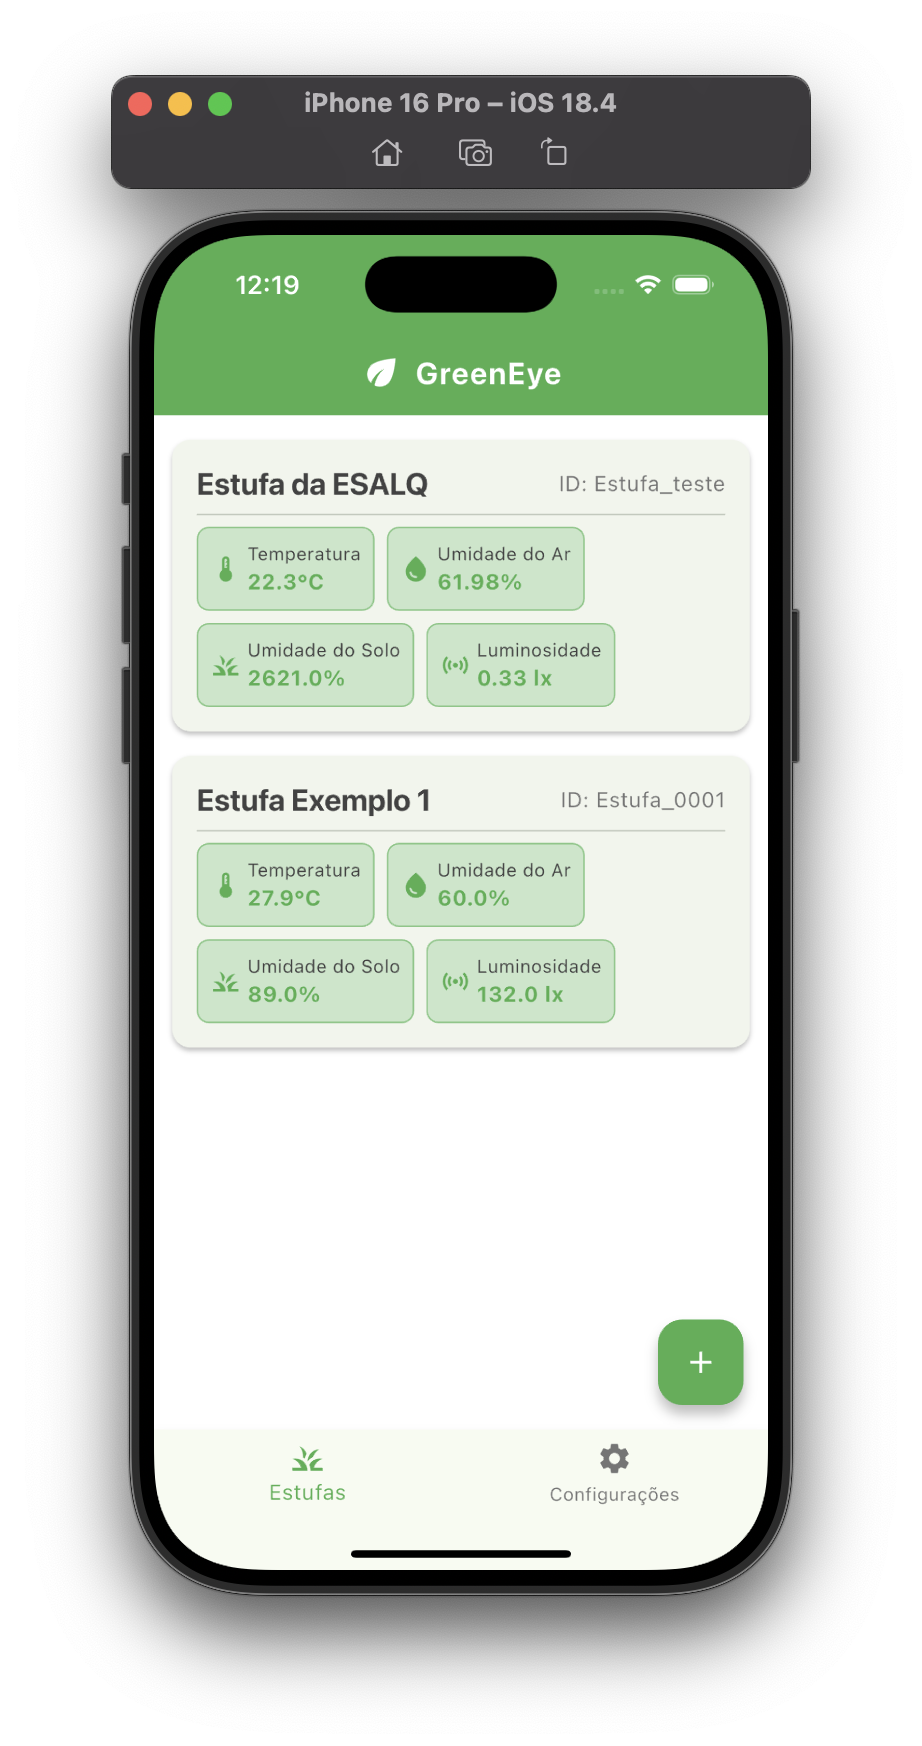 iPhone 16 Pro – iOS 18.4
12:19
GreenEye
Estufa da ESALQ
ID: Estufa_teste
Temperatura
22.3°C
Umidade do Ar
61.98%
Umidade do Solo
2621.0%
Luminosidade
0.33 lx
Estufa Exemplo 1
ID: Estufa_0001
Temperatura
27.9°C
Umidade do Ar
60.0%
Umidade do Solo
89.0%
Luminosidade
132.0 lx
+
Estufas
Configurações